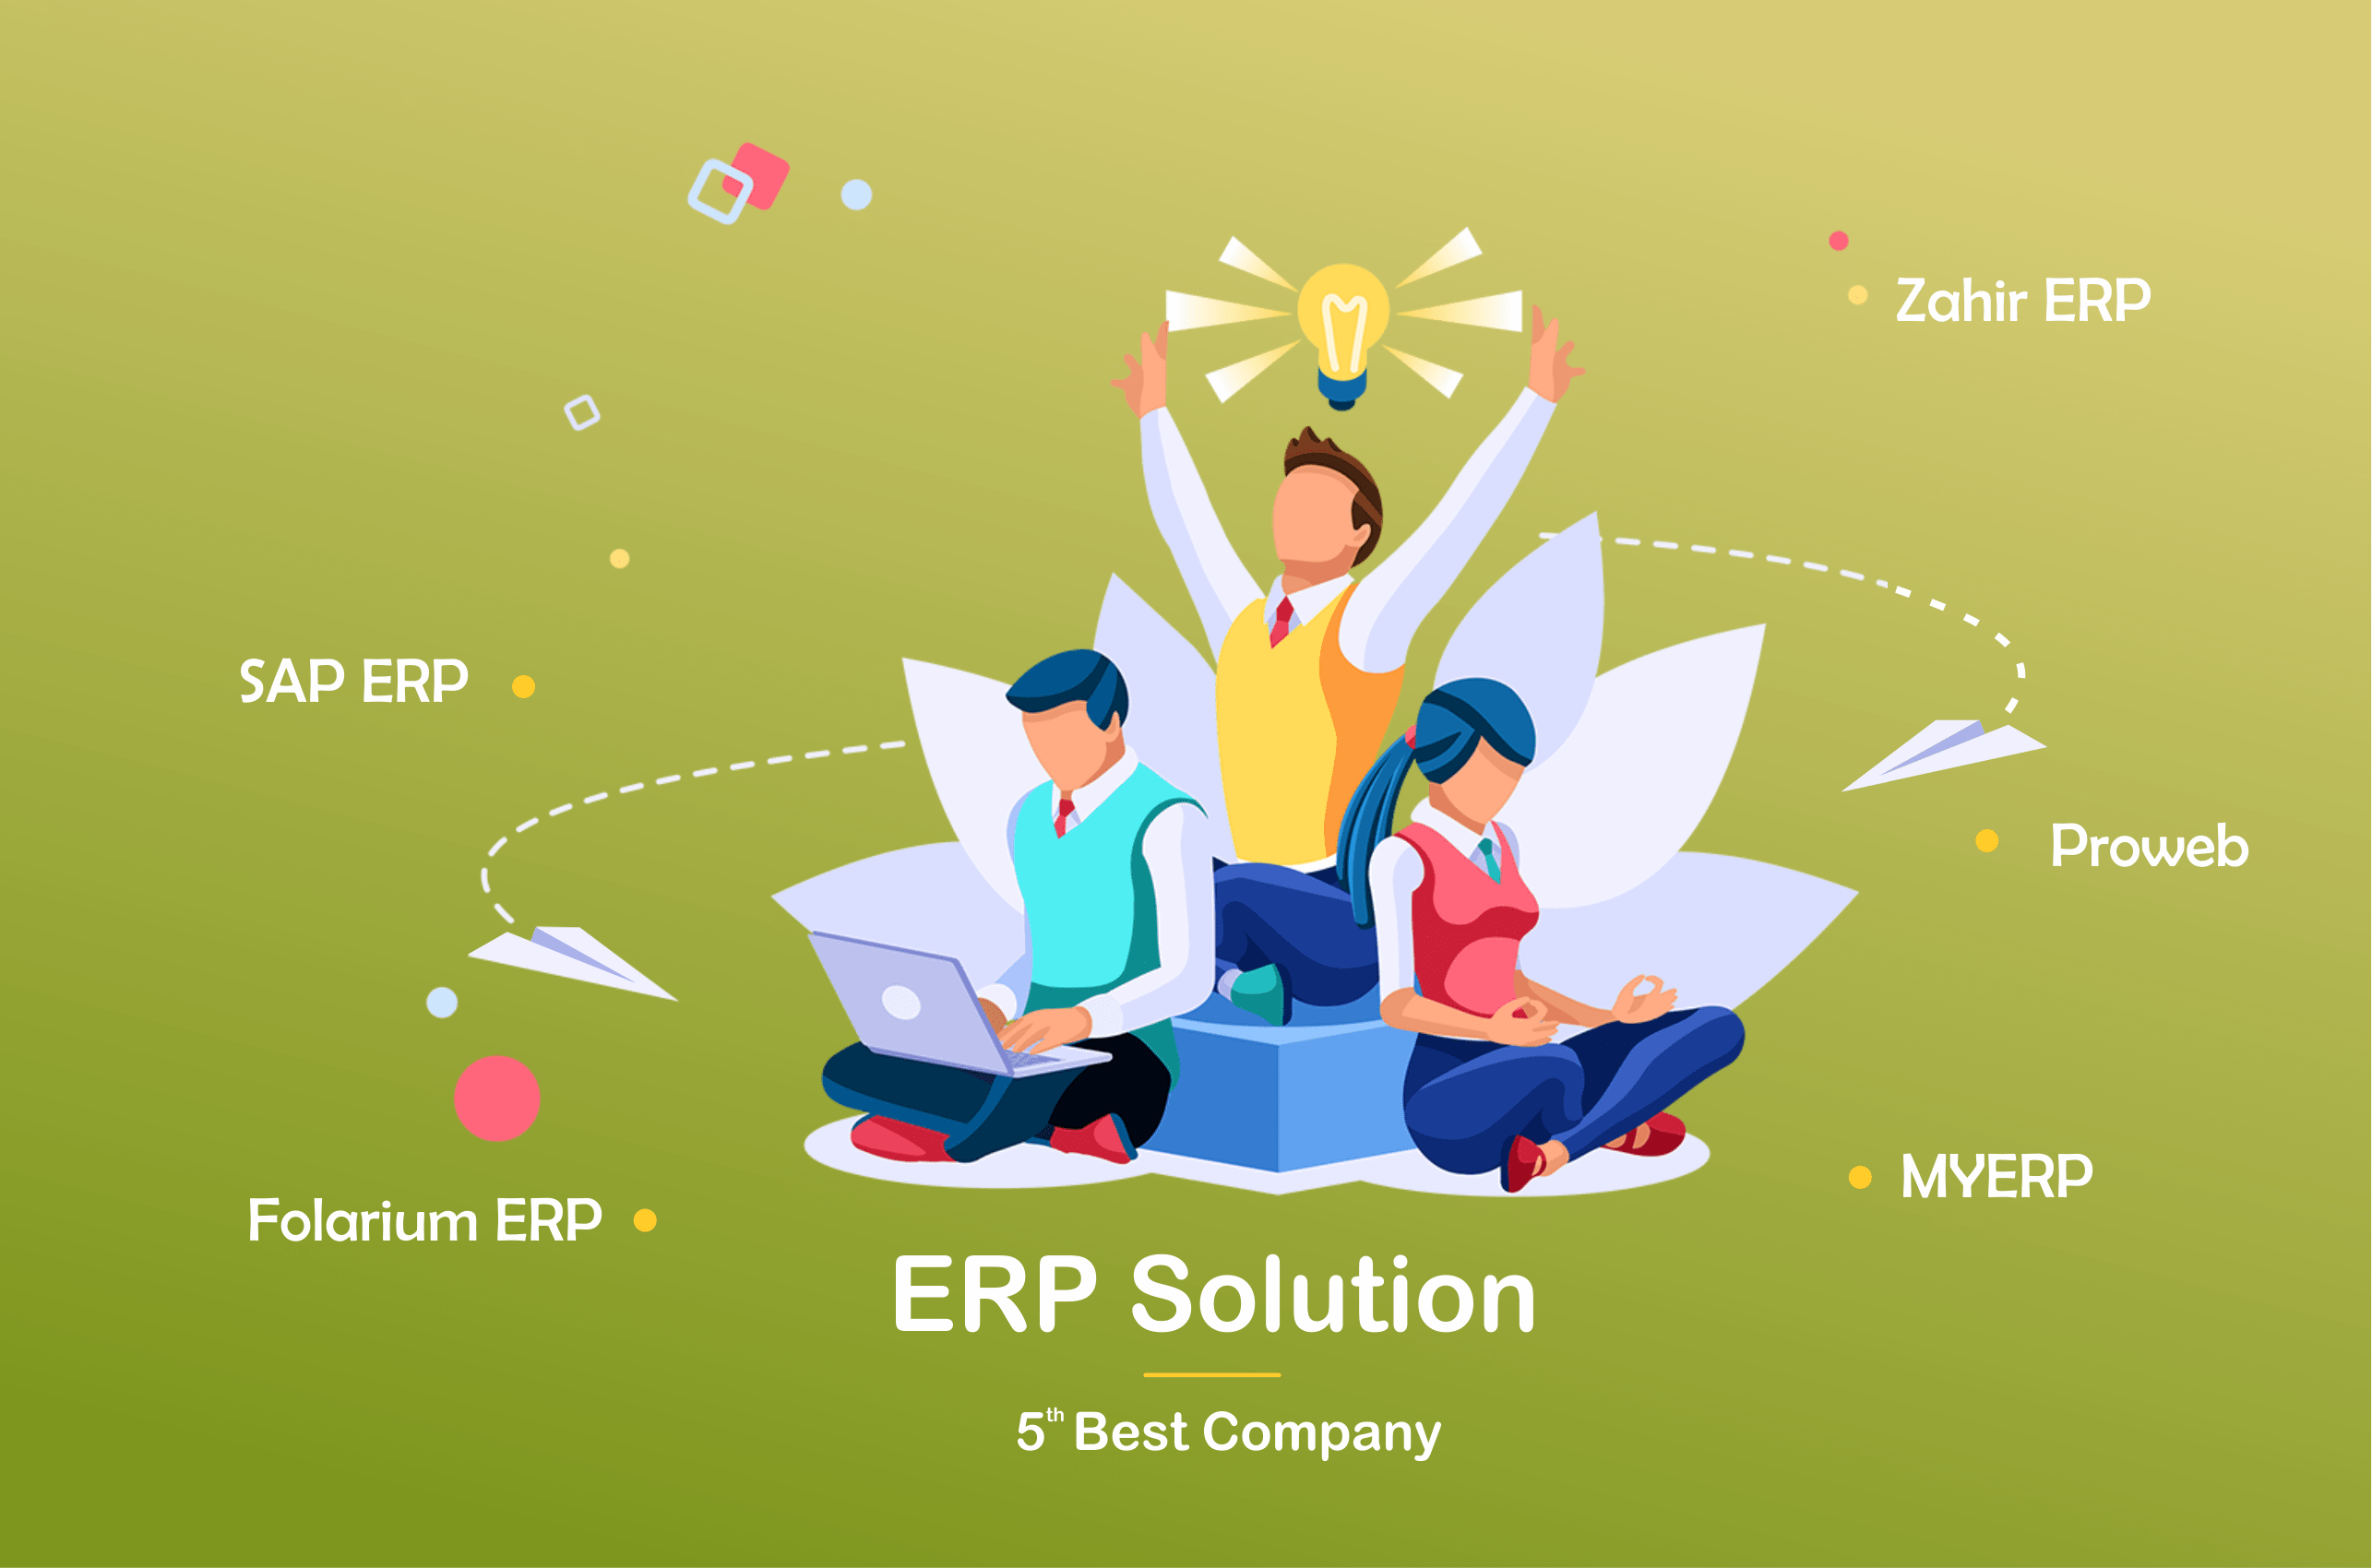 Zahir ERP
SAP ERP
Proweb
MYERP
Folarium ERP
ERP Solution
5th Best Company